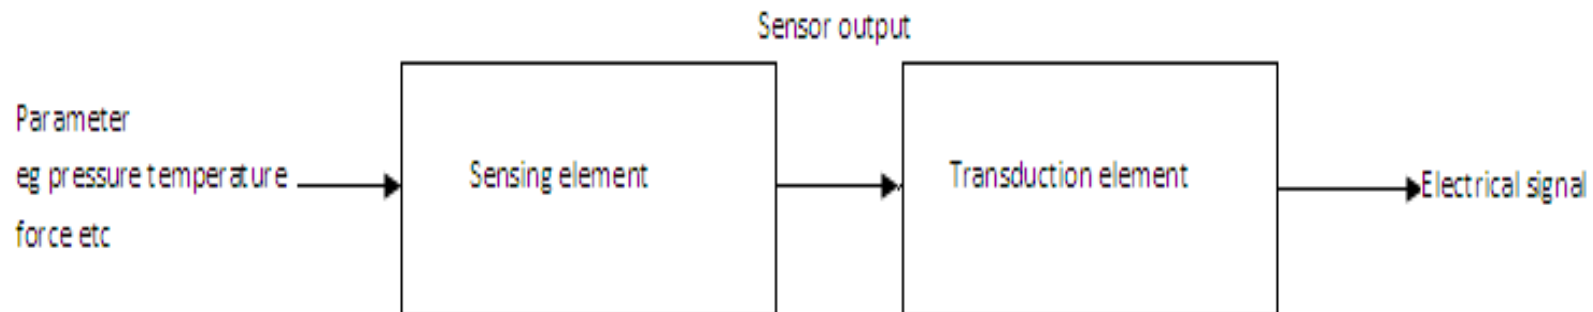 Sensor output
Parameter
eg pressure temperature
force etc
Sensing element
Transduction element
Electrical signal